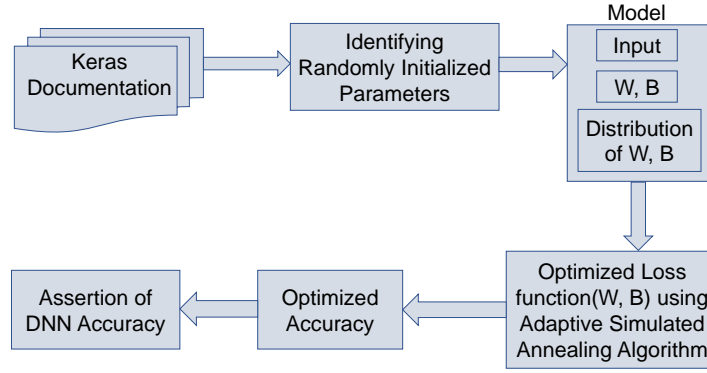 Keras
Documentation
Identifying
Randomly Initialized
Parameters
Model
Input
W, B
Distribution
of W, B
Optimized Loss
function(W, B) using
Adaptive Simulated
Annealing Algorithm
Optimized
Accuracy
Assertion of
DNN Accuracy